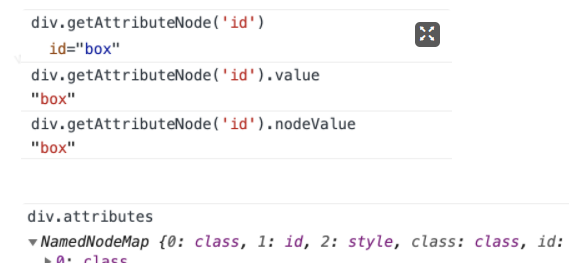 div.getAttributeNode('id')
id="box"
div.getAttributeNode('id').value
"box"
div.getAttributeNode('id').nodeValue
"box"
div.attributes
▼NamedNodeMap {0: class, 1: id, 2: style, class: class, id:
▶0: class